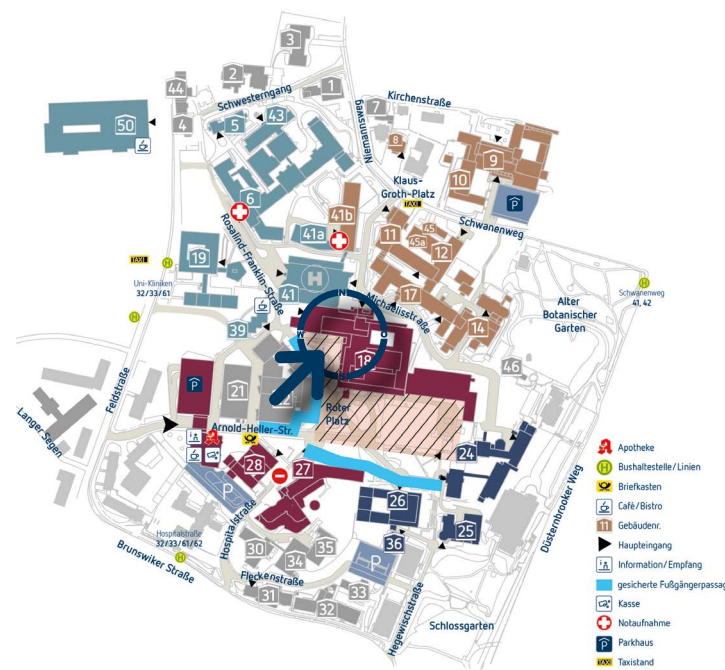 3
2
1
44
Schwesterngang
Niemannsweg
7
Kirchenstraße
50
4
5
43
8
9
Klaus-
Groth-Platz
10
TAXI
P
6
41b
Schwanenweg
Rosalind-Franklin-Straße
41a
11
45
45a
12
19
TAXI
H
Uni-Kliniken
32/33/61
H
41
H
17
Michaelisstraße
Alter
Botanischer
Garten
H
Schwanenweg
41, 42
H
39
14
N
W
O
18
46
P
21
Feldstraße
Langer-Segen
Roter
Platz
Arnold-Heller-Str.
24
28
27
P
26
25
36
Hospitalstraße
Hospitalstraße
32/33/61/62
H
Brunswiker Straße
30
34
35
P
Fleckenstraße
31
32
33
Hegewischstraße
Schlossgarten
Düsternbrooker Weg
Apotheke
H Bushaltestelle/Linien
Briefkasten
Café/Bistro
11 Gebäudenr.
Haupteingang
Information/Empfang
gesicherte Fußgängerpassag
Kasse
Notaufnahme
P Parkhaus
TAXI Taxistand